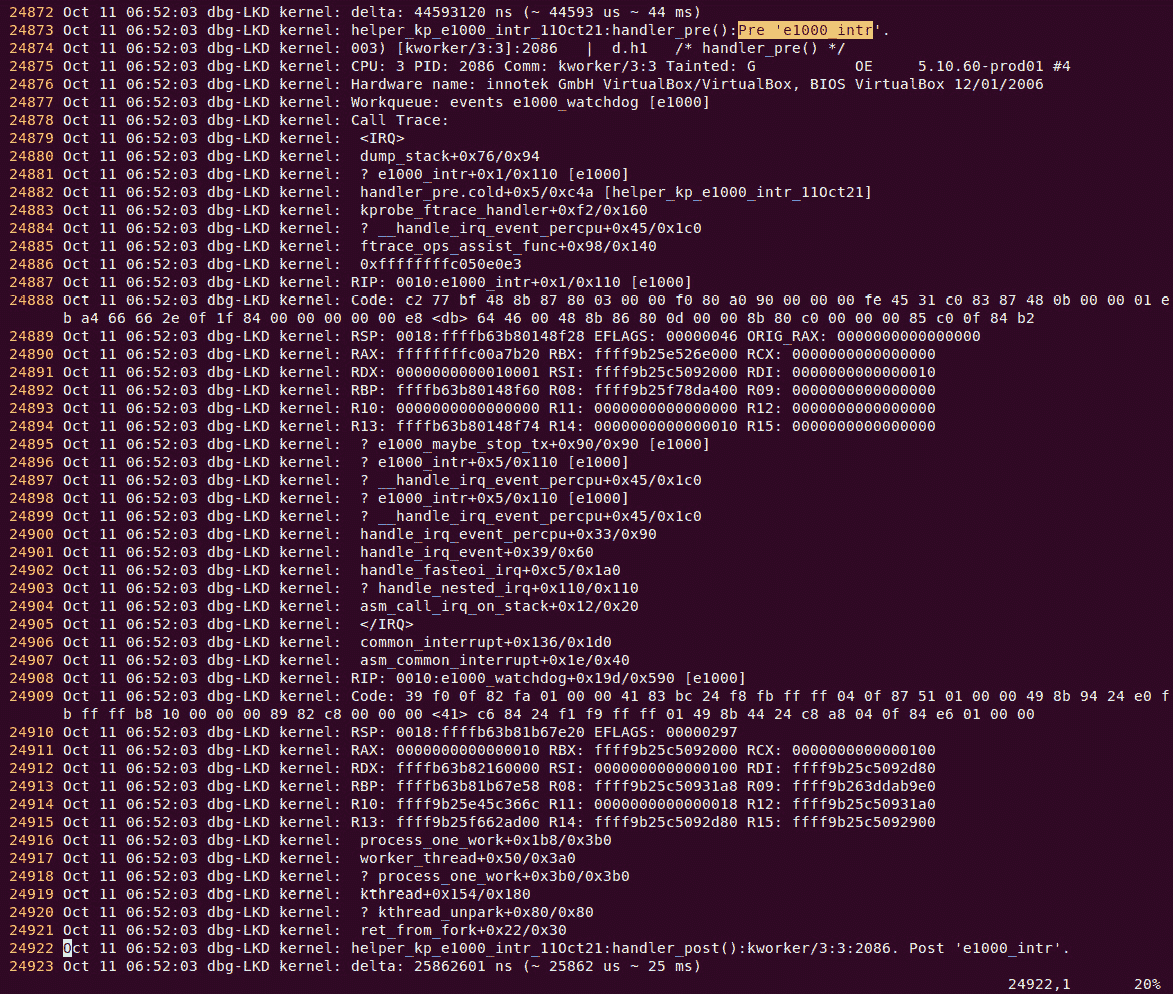 24872 Oct 11 06:52:03 dbg-LKD kernel: delta: 44593120 ns (~ 44593 us ~ 44 ms)
24873 Oct 11 06:52:03 dbg-LKD kernel: helper_kp_e1000_intr_11Oct21:handler_pre():Pre 'e1000_intr'.
24874 Oct 11 06:52:03 dbg-LKD kernel: 003) [kworker/3:3]:2086   |  d.h1   /* handler_pre() */
24875 Oct 11 06:52:03 dbg-LKD kernel: CPU: 3 PID: 2086 Comm: kworker/3:3 Tainted: G           OE     5.10.60-prod01 #4
24876 Oct 11 06:52:03 dbg-LKD kernel: Hardware name: innotek GmbH VirtualBox/VirtualBox, BIOS VirtualBox 12/01/2006
24877 Oct 11 06:52:03 dbg-LKD kernel: Workqueue: events e1000_watchdog [e1000]
24878 Oct 11 06:52:03 dbg-LKD kernel: Call Trace:
24879 Oct 11 06:52:03 dbg-LKD kernel:  <IRQ>
24880 Oct 11 06:52:03 dbg-LKD kernel:  dump_stack+0x76/0x94
24881 Oct 11 06:52:03 dbg-LKD kernel:  ? e1000_intr+0x1/0x110 [e1000]
24882 Oct 11 06:52:03 dbg-LKD kernel:  handler_pre.cold+0x5/0xc4a [helper_kp_e1000_intr_11Oct21]
24883 Oct 11 06:52:03 dbg-LKD kernel:  kprobe_ftrace_handler+0xf2/0x160
24884 Oct 11 06:52:03 dbg-LKD kernel:  ? __handle_irq_event_percpu+0x45/0x1c0
24885 Oct 11 06:52:03 dbg-LKD kernel:  ftrace_ops_assist_func+0x98/0x140
24886 Oct 11 06:52:03 dbg-LKD kernel:  0xffffffffc050e0e3
24887 Oct 11 06:52:03 dbg-LKD kernel: RIP: 0010:e1000_intr+0x1/0x110 [e1000]
24888 Oct 11 06:52:03 dbg-LKD kernel: Code: c2 77 bf 48 8b 87 80 03 00 00 f0 80 a0 90 00 00 00 fe 45 31 c0 83 87 48 0b 00 00 01 e
b a4 66 66 2e 0f 1f 84 00 00 00 00 00 e8 <db> 64 46 00 48 8b 86 80 0d 00 00 8b 80 c0 00 00 00 85 c0 0f 84 b2
24889 Oct 11 06:52:03 dbg-LKD kernel: RSP: 0018:ffffb63b80148f28 EFLAGS: 00000046 ORIG_RAX: 0000000000000000
24890 Oct 11 06:52:03 dbg-LKD kernel: RAX: ffffffffc00a7b20 RBX: ffff9b25e526e000 RCX: 0000000000000000
24891 Oct 11 06:52:03 dbg-LKD kernel: RDX: 0000000000010001 RSI: ffff9b25c5092000 RDI: 0000000000000010
24892 Oct 11 06:52:03 dbg-LKD kernel: RBP: ffffb63b80148f60 R08: ffff9b25f78da400 R09: 0000000000000000
24893 Oct 11 06:52:03 dbg-LKD kernel: R10: 0000000000000000 R11: 0000000000000000 R12: 0000000000000000
24894 Oct 11 06:52:03 dbg-LKD kernel: R13: ffffb63b80148f74 R14: 0000000000000010 R15: 0000000000000000
24895 Oct 11 06:52:03 dbg-LKD kernel:  ? e1000_maybe_stop_tx+0x90/0x90 [e1000]
24896 Oct 11 06:52:03 dbg-LKD kernel:  ? e1000_intr+0x5/0x110 [e1000]
24897 Oct 11 06:52:03 dbg-LKD kernel:  ? __handle_irq_event_percpu+0x45/0x1c0
24898 Oct 11 06:52:03 dbg-LKD kernel:  ? e1000_intr+0x5/0x110 [e1000]
24899 Oct 11 06:52:03 dbg-LKD kernel:  ? __handle_irq_event_percpu+0x45/0x1c0
24900 Oct 11 06:52:03 dbg-LKD kernel:  handle_irq_event_percpu+0x33/0x90
24901 Oct 11 06:52:03 dbg-LKD kernel:  handle_irq_event+0x39/0x60
24902 Oct 11 06:52:03 dbg-LKD kernel:  handle_fasteoi_irq+0xc5/0x1a0
24903 Oct 11 06:52:03 dbg-LKD kernel:  ? handle_nested_irq+0x110/0x110
24904 Oct 11 06:52:03 dbg-LKD kernel:  asm_call_irq_on_stack+0x12/0x20
24905 Oct 11 06:52:03 dbg-LKD kernel:  </IRQ>
24906 Oct 11 06:52:03 dbg-LKD kernel:  common_interrupt+0x136/0x1d0
24907 Oct 11 06:52:03 dbg-LKD kernel:  asm_common_interrupt+0x1e/0x40
24908 Oct 11 06:52:03 dbg-LKD kernel: RIP: 0010:e1000_watchdog+0x19d/0x590 [e1000]
24909 Oct 11 06:52:03 dbg-LKD kernel: Code: 39 f0 0f 82 fa 01 00 00 41 83 bc 24 f8 fb ff ff 04 0f 87 51 01 00 00 49 8b 94 24 e0 f
b ff ff b8 10 00 00 00 89 82 c8 00 00 00 <41> c6 84 24 f1 f9 ff ff 01 49 8b 44 24 c8 a8 04 0f 84 e6 01 00 00
24910 Oct 11 06:52:03 dbg-LKD kernel: RSP: 0018:ffffb63b81b67e20 EFLAGS: 00000297
24911 Oct 11 06:52:03 dbg-LKD kernel: RAX: 0000000000000010 RBX: ffff9b25c5092000 RCX: 0000000000000100
24912 Oct 11 06:52:03 dbg-LKD kernel: RDX: ffffb63b82160000 RSI: 0000000000000100 RDI: ffff9b25c5092d80
24913 Oct 11 06:52:03 dbg-LKD kernel: RBP: ffffb63b81b67e58 R08: ffff9b25c50931a8 R09: ffff9b263ddab9e0
24914 Oct 11 06:52:03 dbg-LKD kernel: R10: ffff9b25e45c366c R11: 0000000000000018 R12: ffff9b25c50931a0
24915 Oct 11 06:52:03 dbg-LKD kernel: R13: ffff9b25f662ad00 R14: ffff9b25c5092d80 R15: ffff9b25c5092900
24916 Oct 11 06:52:03 dbg-LKD kernel:  process_one_work+0x1b8/0x3b0
24917 Oct 11 06:52:03 dbg-LKD kernel:  worker_thread+0x50/0x3a0
24918 Oct 11 06:52:03 dbg-LKD kernel:  ? process_one_work+0x3b0/0x3b0
24919 Oct 11 06:52:03 dbg-LKD kernel:  kthread+0x154/0x180
24920 Oct 11 06:52:03 dbg-LKD kernel:  ? kthread_unpark+0x80/0x80
24921 Oct 11 06:52:03 dbg-LKD kernel:  ret_from_fork+0x22/0x30
24922 Oct 11 06:52:03 dbg-LKD kernel: helper_kp_e1000_intr_11Oct21:handler_post():kworker/3:3:2086. Post 'e1000_intr'.
24923 Oct 11 06:52:03 dbg-LKD kernel: delta: 25862601 ns (~ 25862 us ~ 25 ms)
24922,1       20%